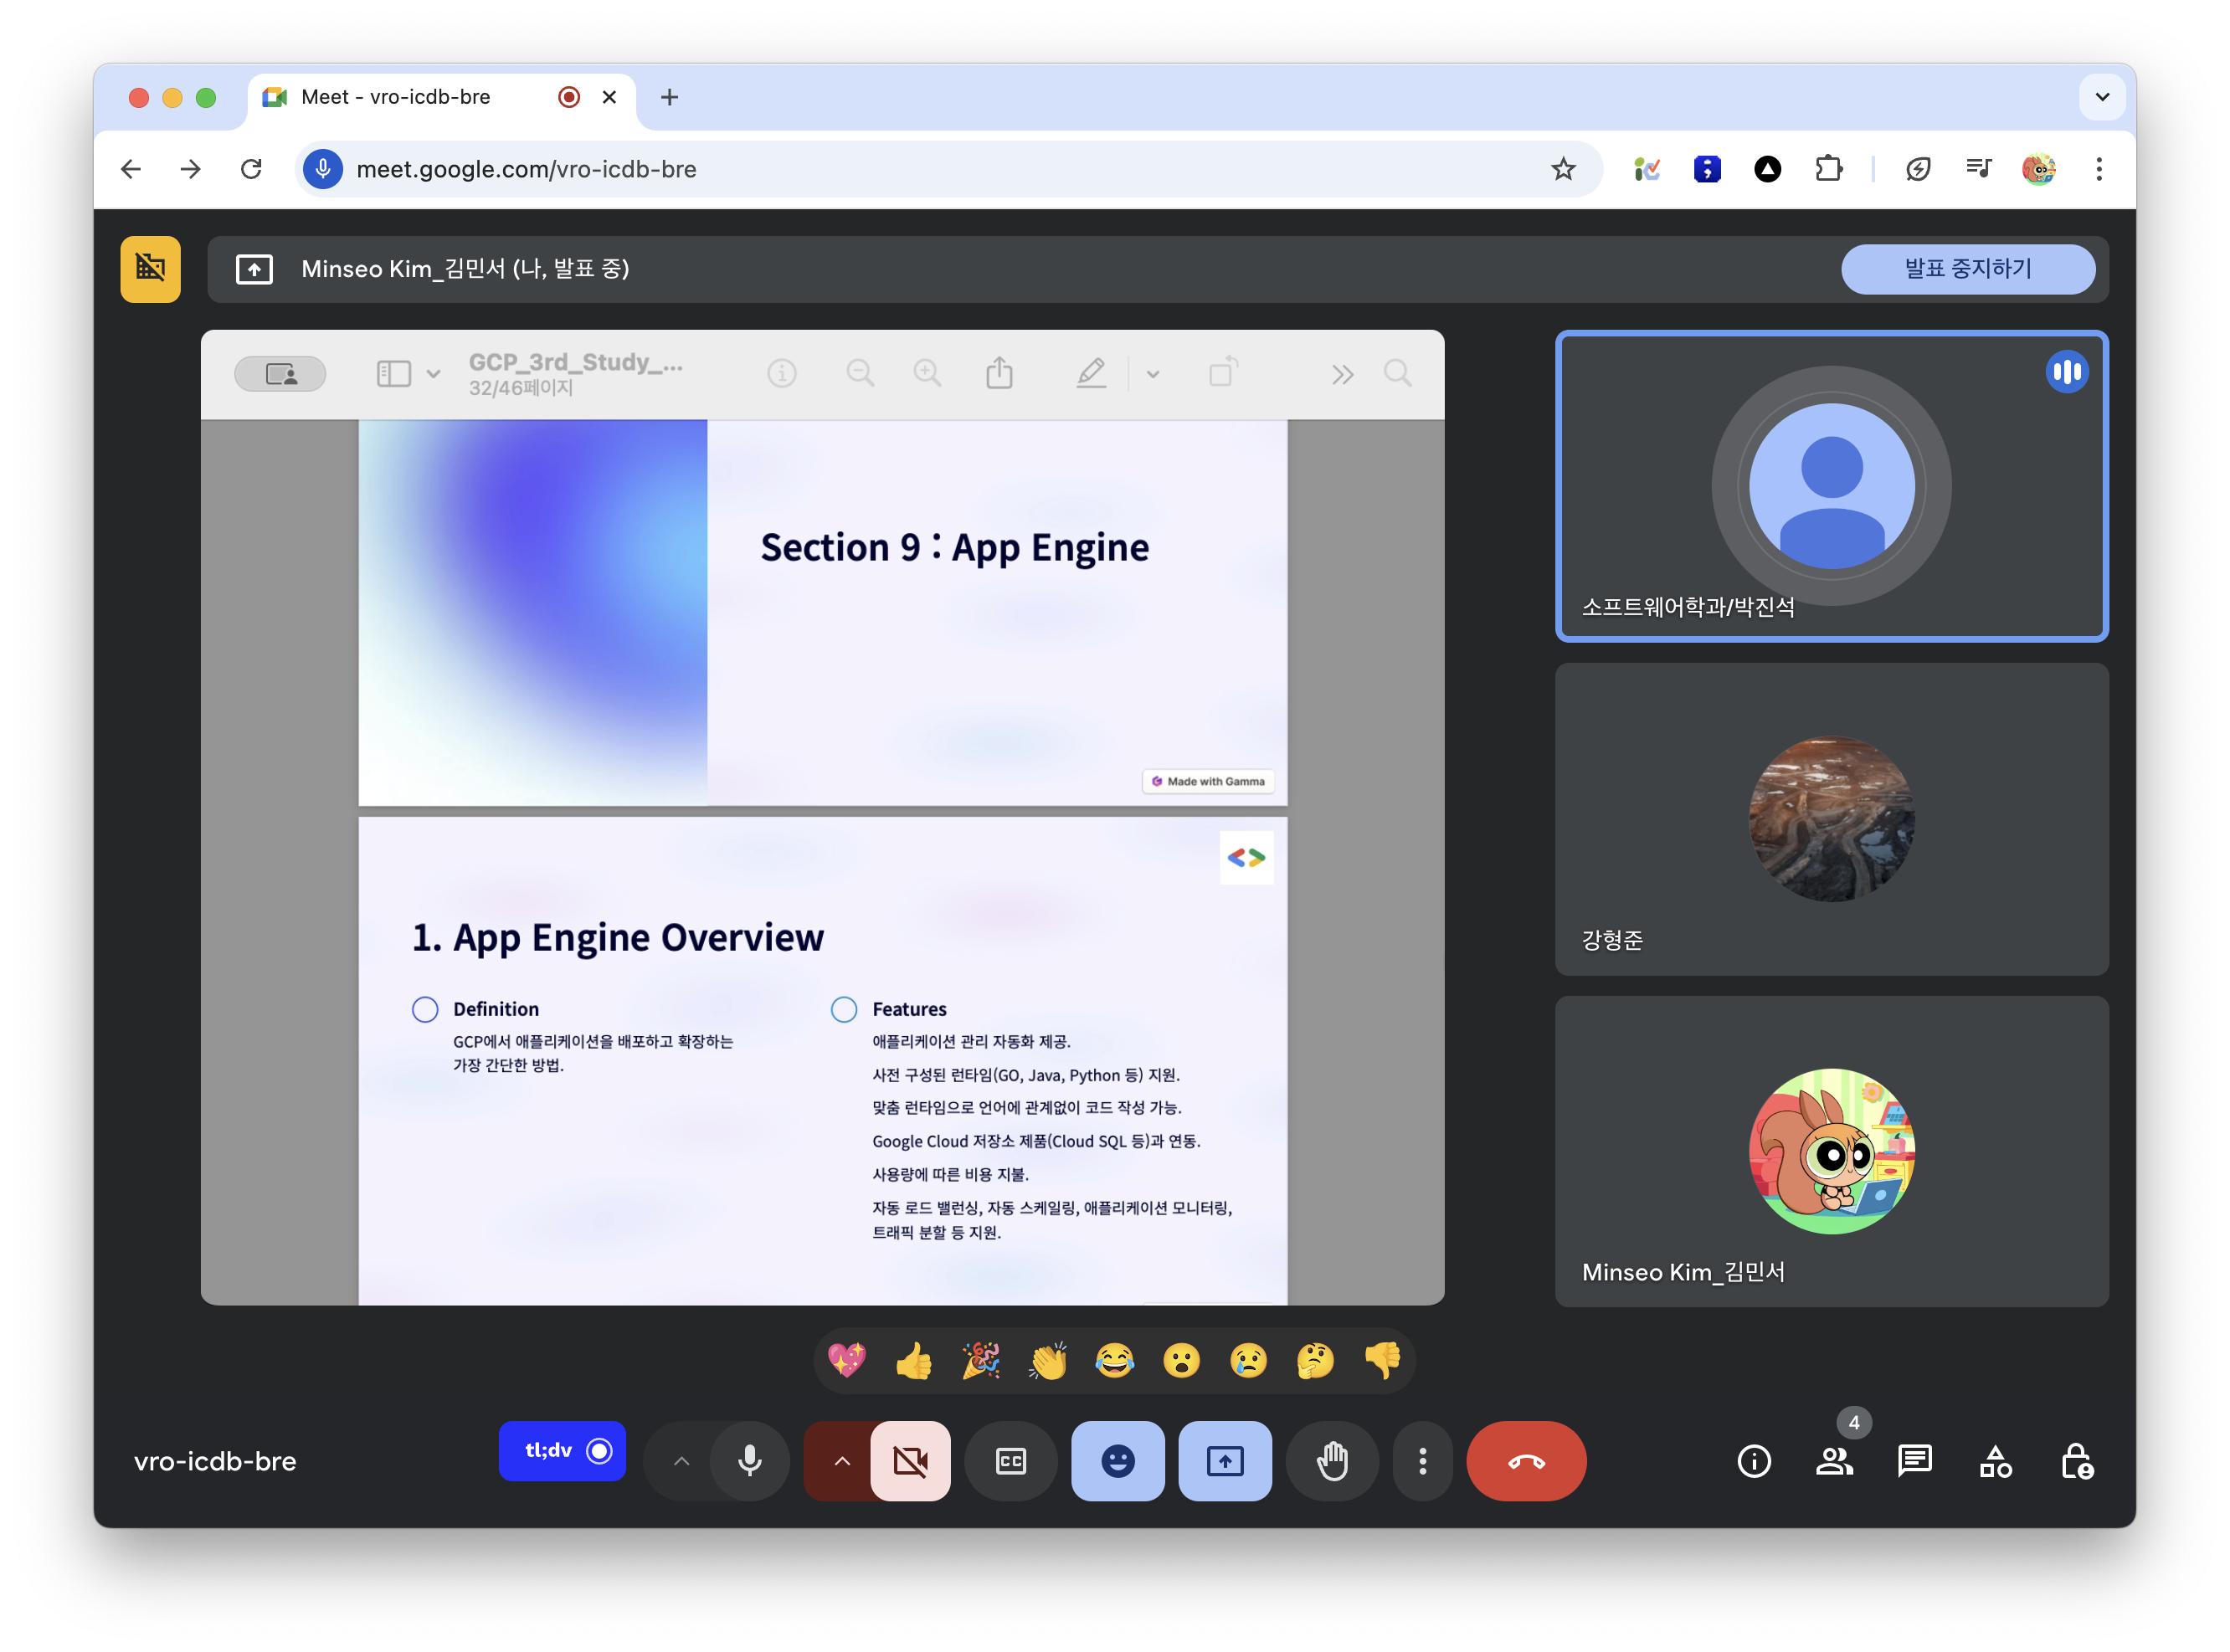 Meet - vro-icdb-bre
meet.google.com/vro-icdb-bre
Minseo Kim_김민서 (나, 발표 중)
발표 중지하기
GCP_3rd_Study_...
32/46페이지
Section 9 : App Engine
Made with Gamma
1. App Engine Overview
Definition
GCP에서 애플리케이션을 배포하고 확장하는
가장 간단한 방법.
Features
애플리케이션 관리 자동화 제공.
사전 구성된 런타임(GO, Java, Python 등) 지원.
맞춤 런타임으로 언어에 관계없이 코드 작성 가능.
Google Cloud 저장소 제품(Cloud SQL 등)과 연동.
사용량에 따른 비용 지불.
자동 로드 밸런싱, 자동 스케일링, 애플리케이션 모니터링,
트래픽 분할 등 지원.
소프트웨어학과/박진석
강형준
Minseo Kim_김민서
vro-icdb-bre
tl;dv
CC
4